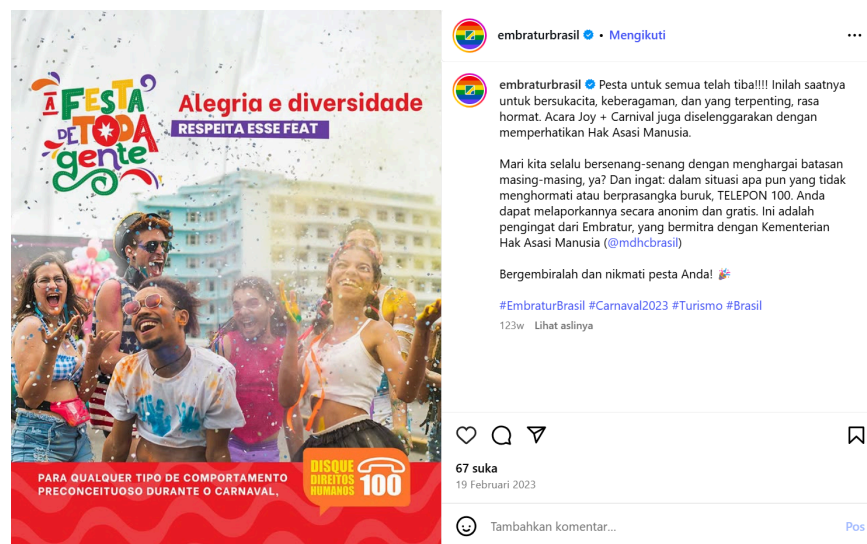 A FESTA
DE TODA
gente
Alegria e diversidade
RESPEITA ESSE FEAT
PARA QUALQUER TIPO DE COMPORTAMENTO
PRECONCEITUOSO DURANTE O CARNAVAL,
DISQUE
DIREITOS
HUMANOS
100
embraturbrasil • Mengikuti
embraturbrasil Pesta untuk semua telah tiba!!!! Inilah saatnya
untuk bersukacita, keberagaman, dan yang terpenting, rasa
hormat. Acara Joy + Carnival juga diselenggarakan dengan
memperhatikan Hak Asasi Manusia.
Mari kita selalu bersenang-senang dengan menghargai batasan
masing-masing, ya? Dan ingat: dalam situasi apa pun yang tidak
menghormati atau berprasangka buruk, TELEPON 100. Anda
dapat melaporkannya secara anonim dan gratis. Ini adalah
pengingat dari Embratur, yang bermitra dengan Kementerian
Hak Asasi Manusia (@mdhcbrasil)
Bergembiralah dan nikmati pesta Anda! 🎉
#EmbraturBrasil #Carnaval2023 #Turismo #Brasil
123w Lihat aslinya
67 suka
19 Februari 2023
Tambahkan komentar...
Pos